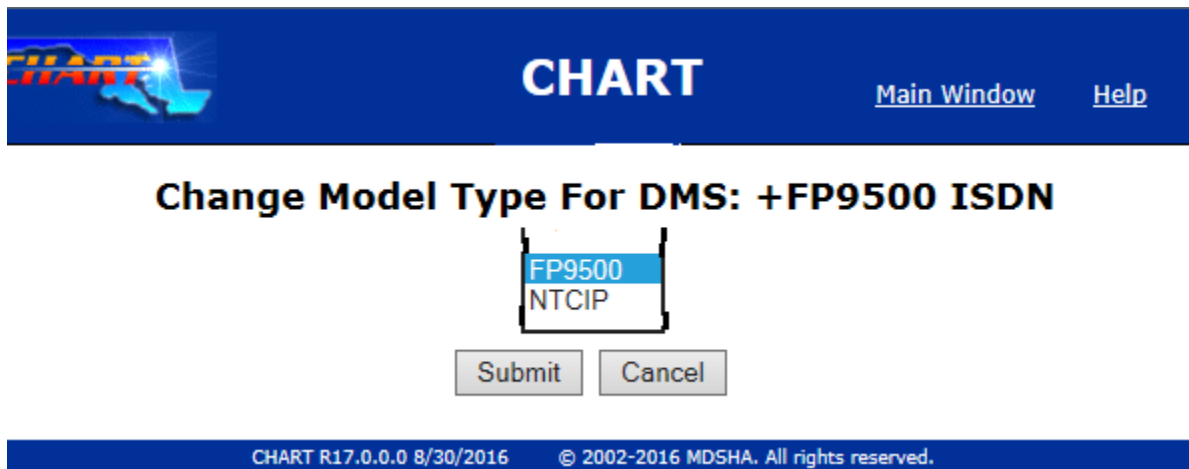 CHART
CHART
Main Window
Help
Change Model Type For DMS: +FP9500 ISDN
FP9500
NTCIP
Submit
Cancel
CHART R17.0.0.0 8/30/2016 © 2002-2016 MDSHA. All rights reserved.